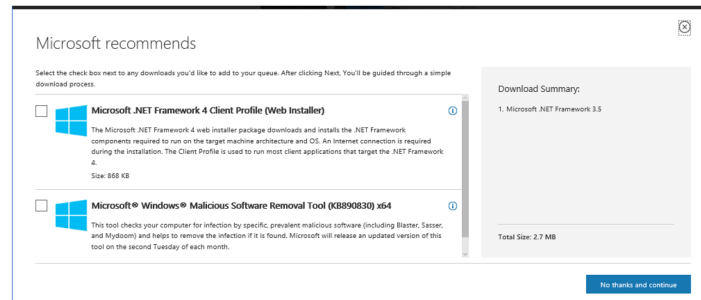 Microsoft recommends
Select the check box next to any downloads you'd like to add to your queue. After clicking Next, You'll be guided through a simple
download process.
Microsoft .NET Framework 4 Client Profile (Web Installer)
The Microsoft .NET Framework 4 web installer package downloads and installs the .NET Framework
components required to run on the target machine architecture and OS. An Internet connection is required
during the installation. The Client Profile is used to run most client applications that target the .NET Framework
4.
Size: 868 KB
Microsoft® Windows® Malicious Software Removal Tool (KB890830) x64
This tool checks your computer for infection by specific, prevalent malicious software (including Blaster, Sasser,
and Mydoom) and helps to remove the infection if it is found. Microsoft will release an updated version of this
tool on the second Tuesday of each month.
Download Summary:
1. Microsoft .NET Framework 3.5
Total Size: 2.7 MB
No thanks and continue